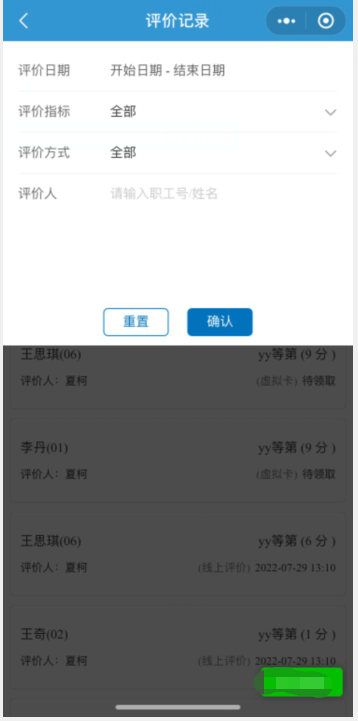 评价记录
评价日期 开始日期 - 结束日期
评价指标 全部
评价方式 全部
评价人 请输入职工号/姓名
重置 确认
王思琪(06) yy等第 (9 分 )
评价人：夏柯 (虚拟卡) 待领取
李丹(01) yy等第 (9 分 )
评价人：夏柯 (虚拟卡) 待领取
王思琪(06) yy等第 (6 分 )
评价人：夏柯 (线上评价) 2022-07-29 13:10
王奇(02) yy等第 (1 分 )
评价人：夏柯 (线上评价) 2022-07-29 13:10